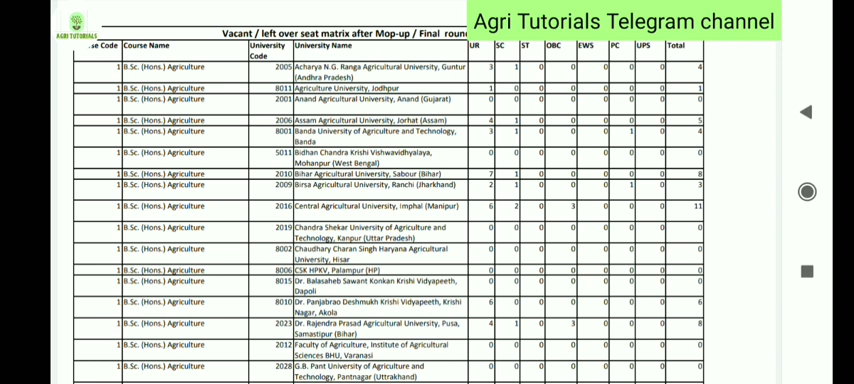 Agri Tutorials Telegram channel
AGRI TUTORIALS
Vacant / left over seat matrix after Mop-up / Final roun
se Code Course Name University Code University Name UR SC ST OBC EWS PC UPS Total
1 B.Sc. (Hons.) Agriculture 2005 Acharya N.G. Ranga Agricultural University, Guntur (Andhra Pradesh) 3 1 0 0 0 0 0 4
1 B.Sc. (Hons.) Agriculture 8011 Agriculture University, Jodhpur 1 0 0 0 0 0 0 1
1 B.Sc. (Hons.) Agriculture 2001 Anand Agricultural University, Anand (Gujarat) 0 0 0 0 0 0 0 0
1 B.Sc. (Hons.) Agriculture 2006 Assam Agricultural University, Jorhat (Assam) 4 1 0 0 0 0 0 5
1 B.Sc. (Hons.) Agriculture 8001 Banda University of Agriculture and Technology, Banda 3 1 0 0 0 1 0 4
1 B.Sc. (Hons.) Agriculture 5011 Bidhan Chandra Krishi Vishwavidhyalaya, Mohanpur (West Bengal) 0 0 0 0 0 0 0 0
1 B.Sc. (Hons.) Agriculture 2010 Bihar Agricultural University, Sabour (Bihar) 7 1 0 0 0 0 0 8
1 B.Sc. (Hons.) Agriculture 2009 Birsa Agricultural University, Ranchi (Jharkhand) 2 1 0 0 0 1 0 3
1 B.Sc. (Hons.) Agriculture 2016 Central Agricultural University, Imphal (Manipur) 6 2 0 3 0 0 0 11
1 B.Sc. (Hons.) Agriculture 2019 Chandra Shekar University of Agriculture and Technology, Kanpur (Uttar Pradesh) 0 0 0 0 0 0 0 0
1 B.Sc. (Hons.) Agriculture 8002 Chaudhary Charan Singh Haryana Agricultural University, Hisar 0 0 0 0 0 0 0 0
1 B.Sc. (Hons.) Agriculture 8006 CSK HPKV, Palampur (HP) 0 0 0 0 0 0 0 0
1 B.Sc. (Hons.) Agriculture 8015 Dr. Balasaheb Sawant Konkan Krishi Vidyapeeth, Dapoli 0 0 0 0 0 0 0 0
1 B.Sc. (Hons.) Agriculture 8010 Dr. Panjabrao Deshmukh Krishi Vidyapeeth, Krishi Nagar, Akola 6 0 0 0 0 0 0 6
1 B.Sc. (Hons.) Agriculture 2023 Dr. Rajendra Prasad Agricultural University, Pusa, Samastipur (Bihar) 4 1 0 3 0 0 0 8
1 B.Sc. (Hons.) Agriculture 2012 Faculty of Agriculture, Institute of Agricultural Sciences BHU, Varanasi 0 0 0 0 0 0 0 0
1 B.Sc. (Hons.) Agriculture 2028 G.B. Pant University of Agriculture and Technology, Pantnagar (Uttrakhand) 0 0 0 0 0 0 0 0